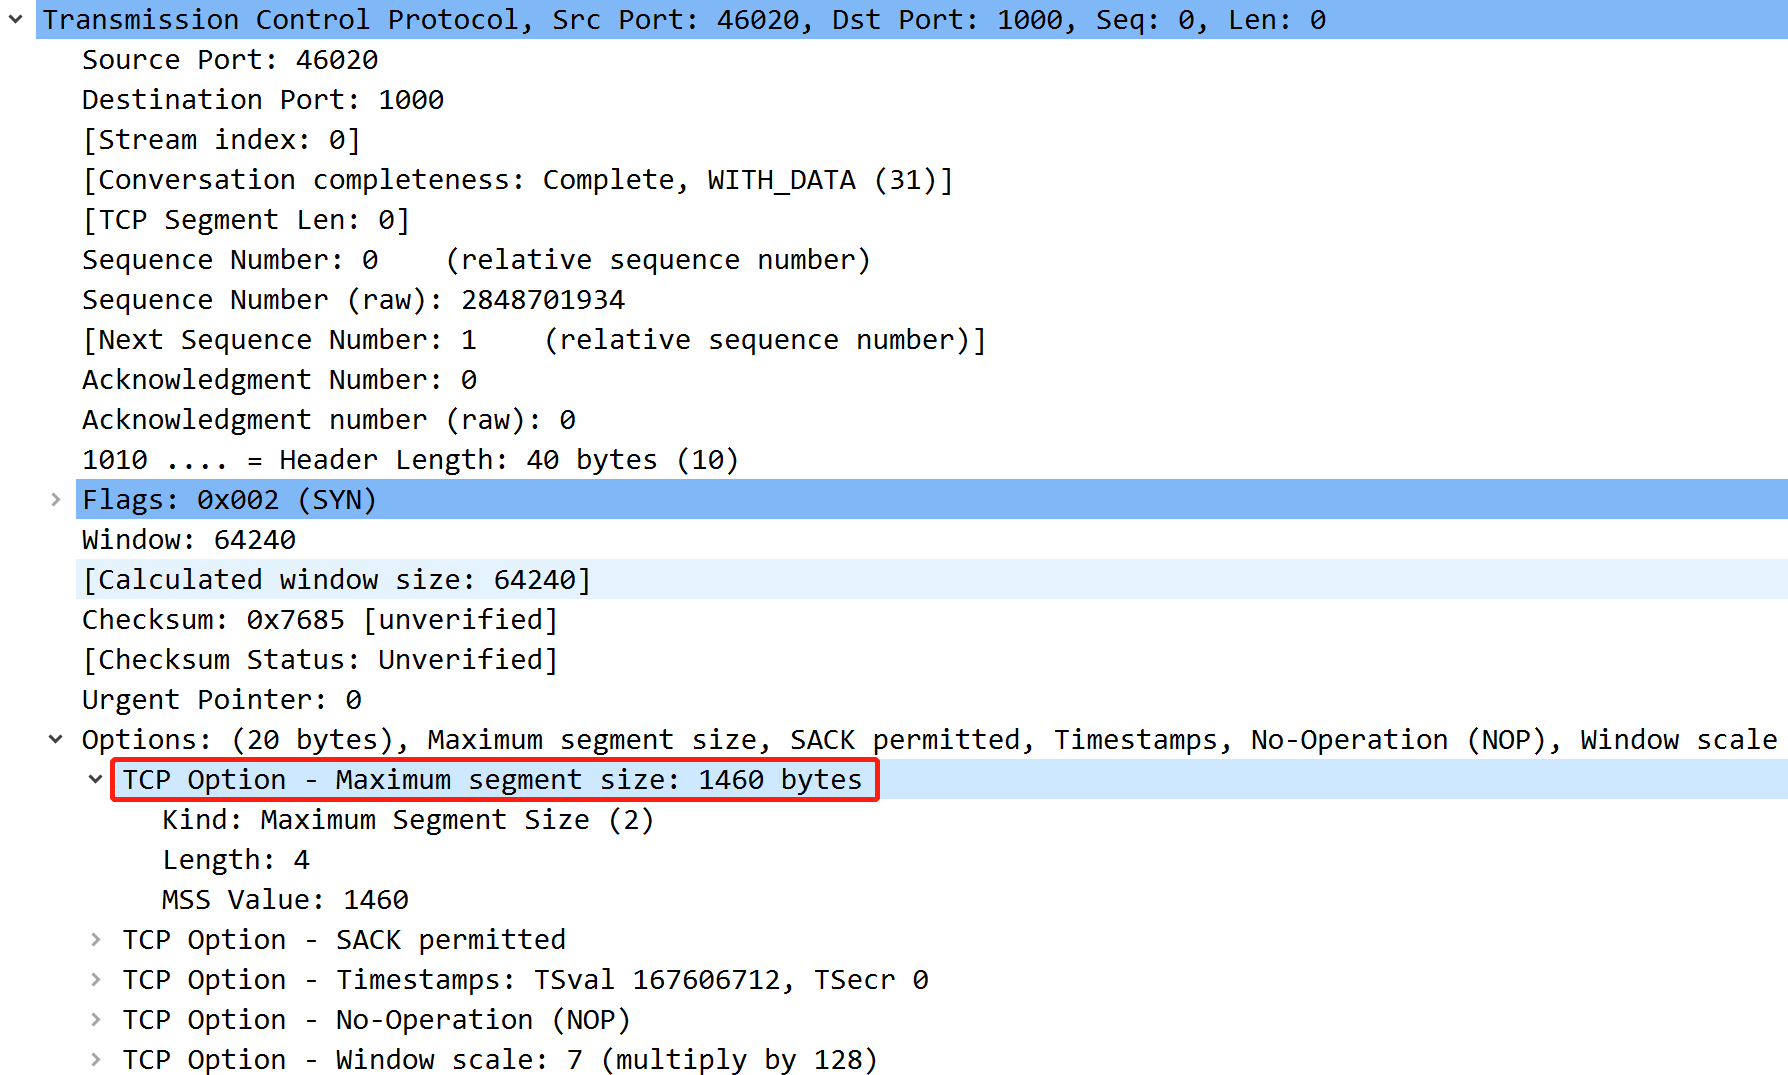 Transmission Control Protocol, Src Port: 46020, Dst Port: 1000, Seq: 0, Len: 0
Source Port: 46020
Destination Port: 1000
[Stream index: 0]
[Conversation completeness: Complete, WITH_DATA (31)]
[TCP Segment Len: 0]
Sequence Number: 0    (relative sequence number)
Sequence Number (raw): 2848701934
[Next Sequence Number: 1    (relative sequence number)]
Acknowledgment Number: 0
Acknowledgment number (raw): 0
1010 .... = Header Length: 40 bytes (10)
Flags: 0x002 (SYN)
Window: 64240
[Calculated window size: 64240]
Checksum: 0x7685 [unverified]
[Checksum Status: Unverified]
Urgent Pointer: 0
Options: (20 bytes), Maximum segment size, SACK permitted, Timestamps, No-Operation (NOP), Window scale
TCP Option - Maximum segment size: 1460 bytes
Kind: Maximum Segment Size (2)
Length: 4
MSS Value: 1460
TCP Option - SACK permitted
TCP Option - Timestamps: TSval 167606712, TSecr 0
TCP Option - No-Operation (NOP)
TCP Option - Window scale: 7 (multiply by 128)